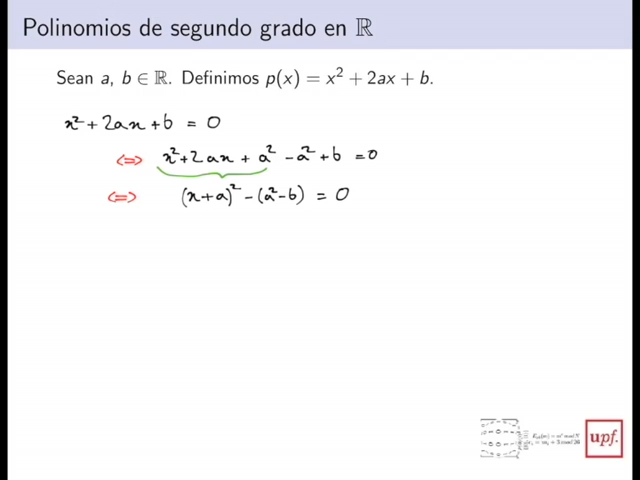 Polinomios de segundo grado en ℝ
Sean a, b ∈ ℝ. Definimos p(x) = x² + 2ax + b.
x² + 2ax + b = 0
⟺ x² + 2ax + a² - a² + b = 0
⟺ (x + a)² - (a² - b) = 0
upf.